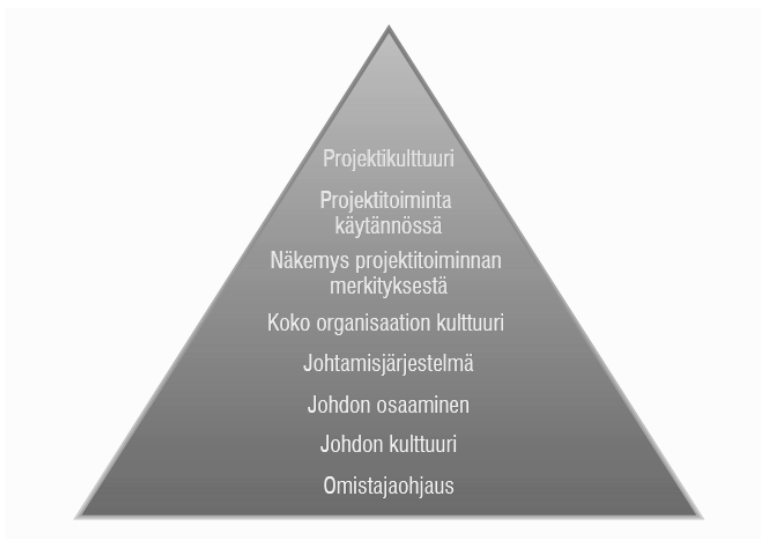 Projektikulttuuri
Projektitoiminta
käytännössä
Näkemys projektitoiminnan
merkityksestä
Koko organisaation kulttuuri
Johtamisjärjestelmä
Johdon osaaminen
Johdon kulttuuri
Omistajaohjaus